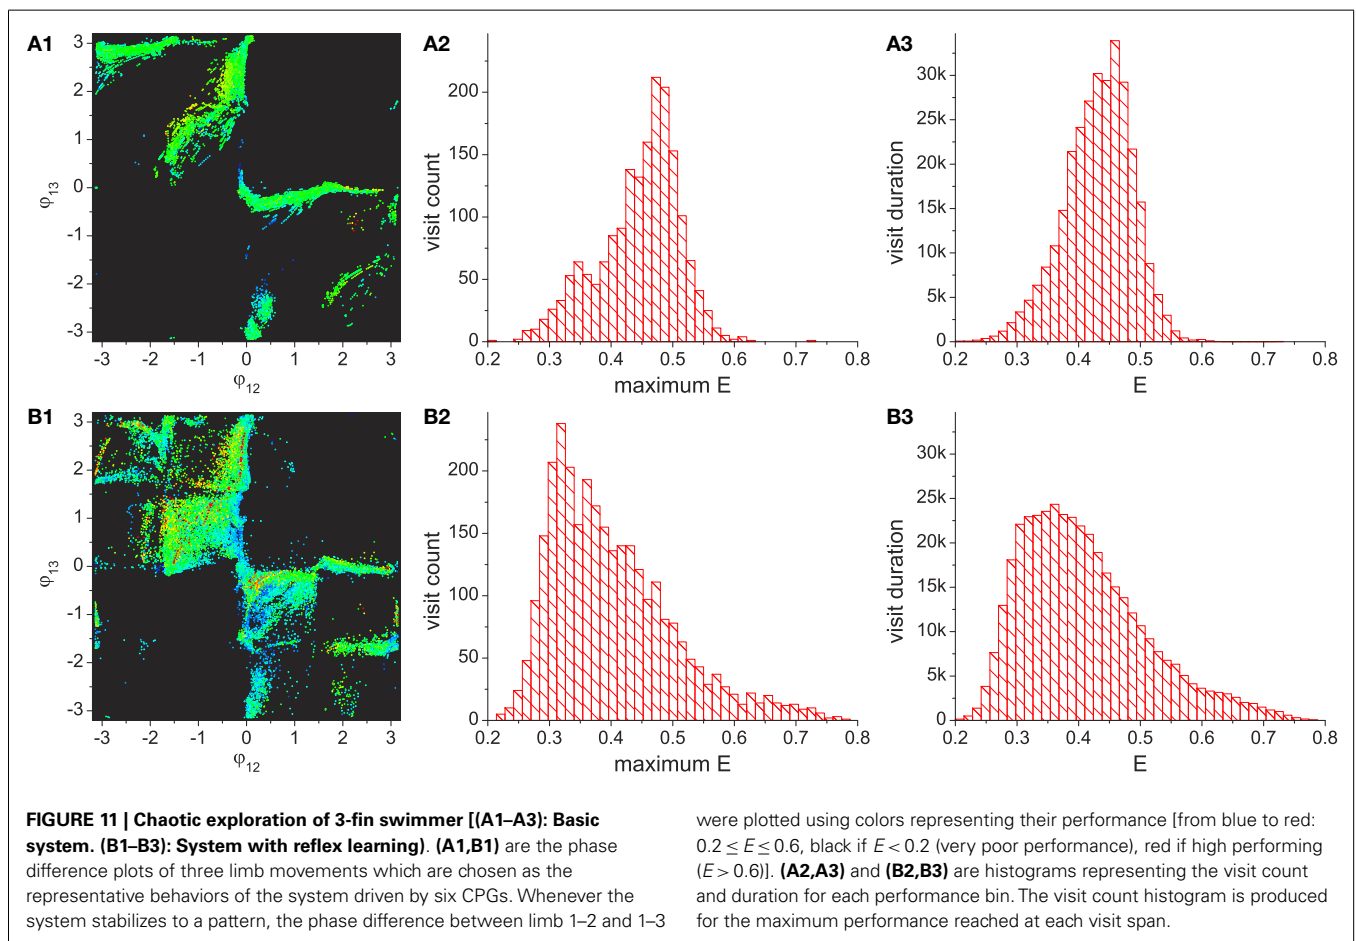 A1
3
2
1
0
-1
-2
-3
φ13
-3
-2
-1
0
1
2
3
φ12
A2
200
150
100
50
0
visit count
0.2
0.3
0.4
0.5
0.6
0.7
0.8
maximum E
A3
30k
25k
20k
15k
10k
5k
0
visit duration
0.2
0.3
0.4
0.5
0.6
0.7
0.8
E
B1
3
2
1
0
-1
-2
-3
φ13
-3
-2
-1
0
1
2
3
φ12
B2
200
150
100
50
0
visit count
0.2
0.3
0.4
0.5
0.6
0.7
0.8
maximum E
B3
30k
25k
20k
15k
10k
5k
0
visit duration
0.2
0.3
0.4
0.5
0.6
0.7
0.8
E
FIGURE 11 | Chaotic exploration of 3-fin swimmer [(A1–A3): Basic
system. (B1–B3): System with reflex learning). (A1,B1) are the phase
difference plots of three limb movements which are chosen as the
representative behaviors of the system driven by six CPGs. Whenever the
system stabilizes to a pattern, the phase difference between limb 1–2 and 1–3
were plotted using colors representing their performance [from blue to red:
0.2 ≤ E ≤ 0.6, black if E < 0.2 (very poor performance), red if high performing
(E > 0.6)]. (A2,A3) and (B2,B3) are histograms representing the visit count
and duration for each performance bin. The visit count histogram is produced
for the maximum performance reached at each visit span.